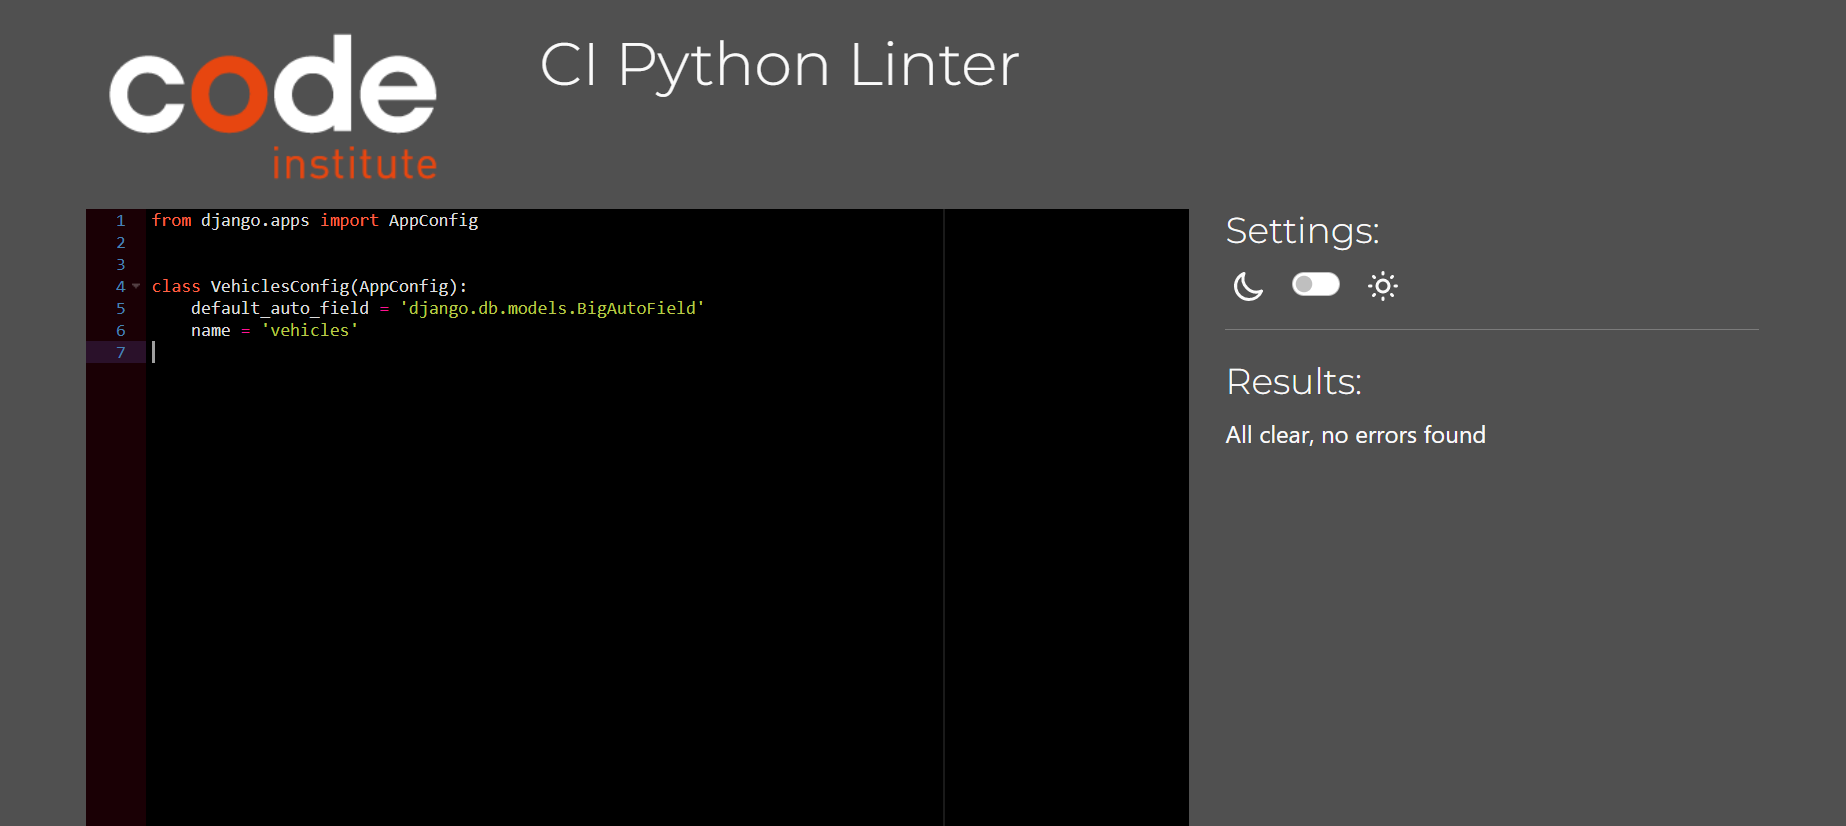 code
institute
CI Python Linter
1 from django.apps import AppConfig
2
3
4 class VehiclesConfig(AppConfig):
5     default_auto_field = 'django.db.models.BigAutoField'
6     name = 'vehicles'
7
Settings:
Results:
All clear, no errors found